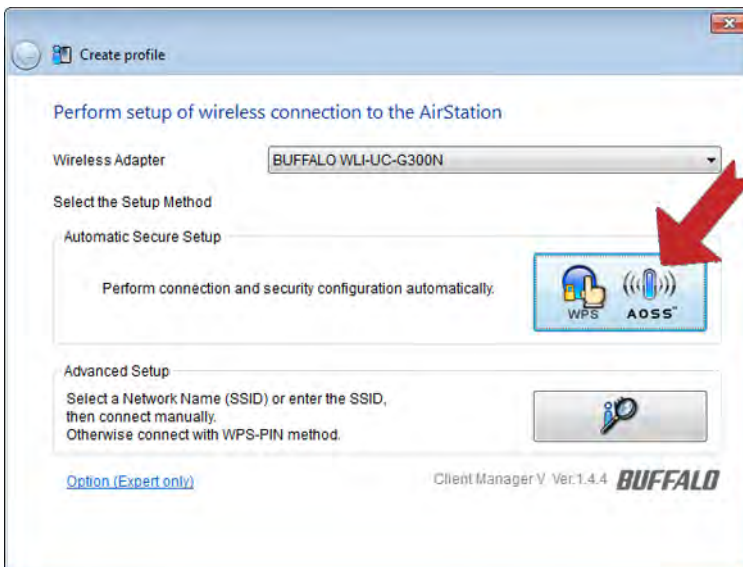 Create profile
Perform setup of wireless connection to the AirStation
Wireless Adapter
BUFFALO WLI-UC-G300N
Select the Setup Method
Automatic Secure Setup
Perform connection and security configuration automatically.
WPS
AOSS™
Advanced Setup
Select a Network Name (SSID) or enter the SSID,
then connect manually.
Otherwise connect with WPS-PIN method.
Option (Expert only)
Client Manager V Ver.1.4.4 BUFFALO